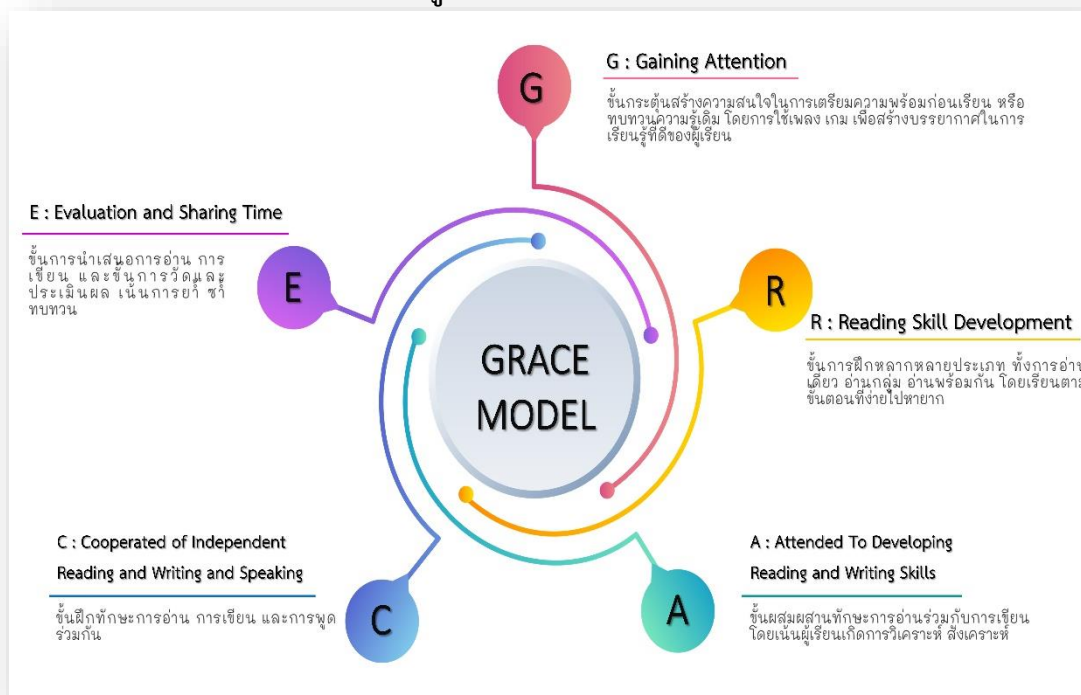 G
G : Gaining Attention
ขั้นกระตุ้นสร้างความสนใจในการเตรียมความพร้อมก่อนเรียน หรือ
ทบทวนความรู้เดิม โดยการใช้เพลง เกม เพื่อสร้างบรรยากาศในการ
เรียนรู้ที่ดีของผู้เรียน
E : Evaluation and Sharing Time
ขั้นการนำเสนอการอ่าน การ
เขียน และขั้นการวัดและ
ประเมินผล เน้นการย้ำ ซ้ำ
ทบทวน
E
R
R : Reading Skill Development
ขั้นการฝึกหลากหลายประเภท ทั้งการอ่าน
เดียว อ่านกลุ่ม อ่านพร้อมกัน โดยเรียนตาม
ขั้นตอนที่ง่ายไปหายาก
GRACE
MODEL
C : Cooperated of Independent
Reading and Writing and Speaking
ขั้นฝึกทักษะการอ่าน การเขียน และการพูด
ร่วมกัน
C
A
A : Attended To Developing
Reading and Writing Skills
ขั้นผสมผสานทักษะการอ่านร่วมกับการเขียน
โดยเน้นผู้เรียนเกิดการวิเคราะห์ สังเคราะห์